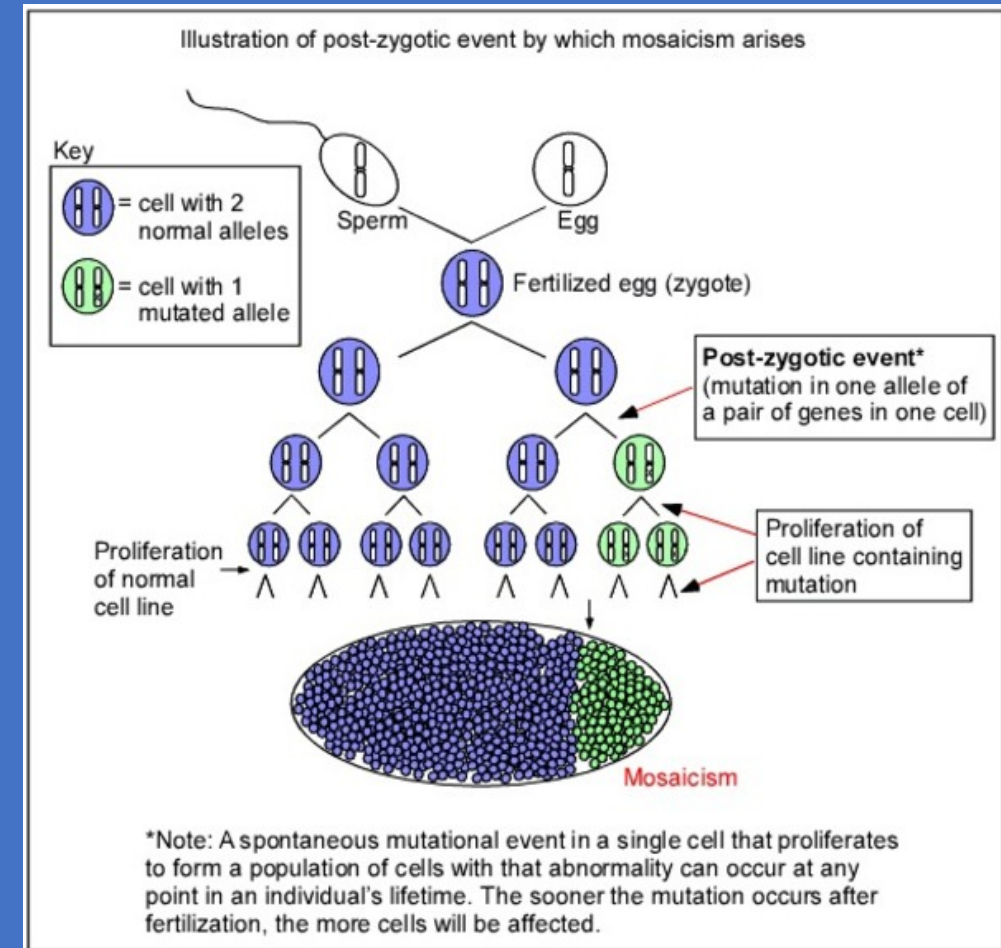 Illustration of post-zygotic event by which mosaicism arises
Key
= cell with 2
normal alleles
= cell with 1
mutated allele
Sperm
Egg
Fertilized egg (zygote)
Post-zygotic event*
(mutation in one allele of
a pair of genes in one cell)
Proliferation
of normal
cell line
Proliferation of
cell line containing
mutation
Mosaicism
*Note: A spontaneous mutational event in a single cell that proliferates
to form a population of cells with that abnormality can occur at any
point in an individual's lifetime. The sooner the mutation occurs after
fertilization, the more cells will be affected.